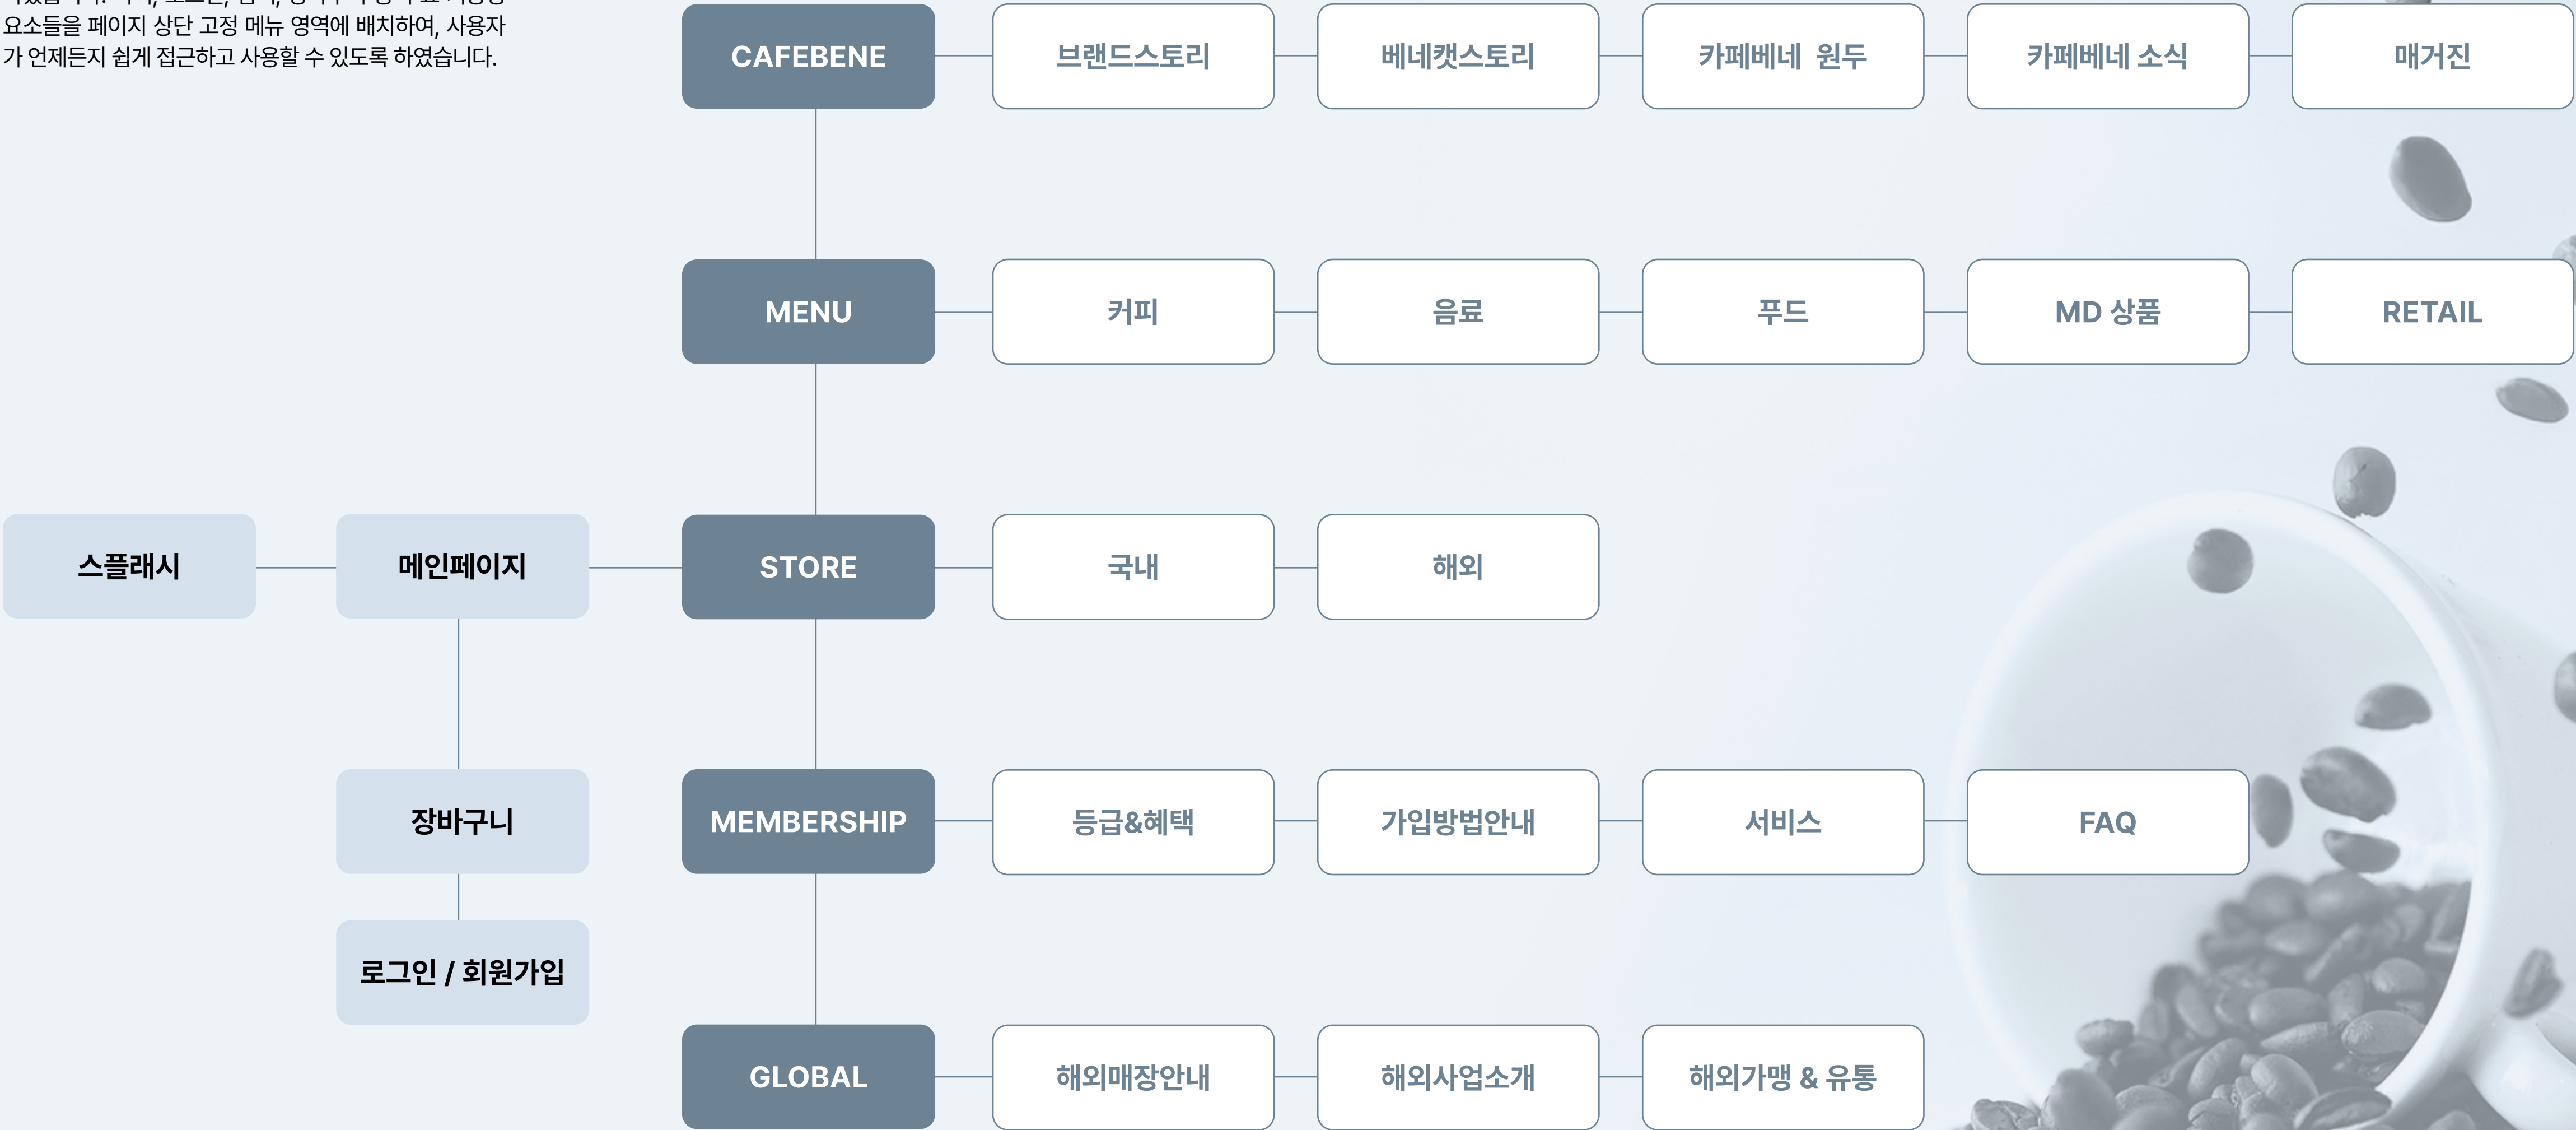 요소들을 페이지 상단 고정 메뉴 영역에 배치하여, 사용자
가 언제든지 쉽게 접근하고 사용할 수 있도록 하였습니다.
CAFEBENE
브랜드스토리
베네캣스토리
카페베네 원두
카페베네 소식
매거진
MENU
커피
음료
푸드
MD 상품
RETAIL
스플래시
메인페이지
STORE
국내
해외
장바구니
MEMBERSHIP
등급&혜택
가입방법안내
서비스
FAQ
로그인 / 회원가입
GLOBAL
해외매장안내
해외사업소개
해외가맹 & 유통